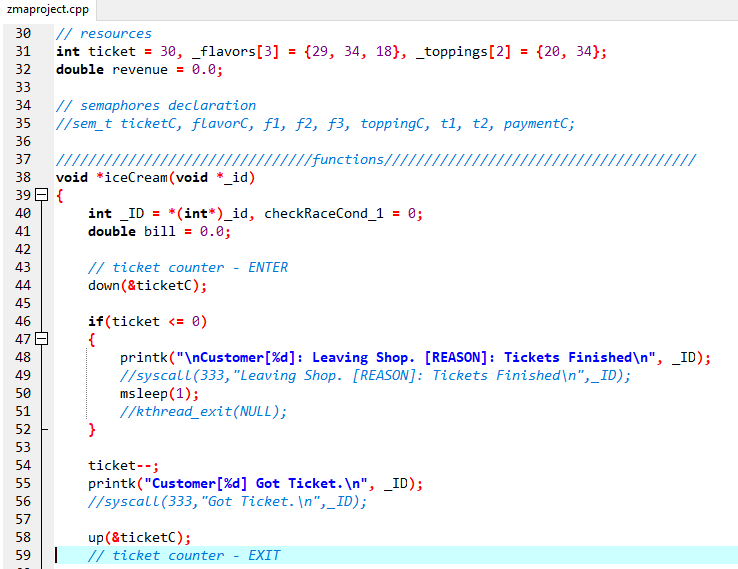 zmaproject.cpp
30 // resources
31 int ticket = 30, _flavors[3] = {29, 34, 18}, _toppings[2] = {20, 34};
32 double revenue = 0.0;
33
34 // semaphores declaration
35 //sem_t ticketC, flavorC, f1, f2, f3, toppingC, t1, t2, paymentC;
36
37 ////////////////////////////////functions///////////////////////////////////////
38 void *iceCream(void *_id)
39 {
40 int _ID = *(int*)_id, checkRaceCond_1 = 0;
41 double bill = 0.0;
42
43 // ticket counter - ENTER
44 down(&ticketC);
45
46 if(ticket <= 0)
47 {
48 printk("\nCustomer[%d]: Leaving Shop. [REASON]: Tickets Finished\n", _ID);
49 //syscall(333,"Leaving Shop. [REASON]: Tickets Finished\n",_ID);
50 msleep(1);
51 //kthread_exit(NULL);
52 }
53
54 ticket--;
55 printk("Customer[%d] Got Ticket.\n", _ID);
56 //syscall(333,"Got Ticket.\n",_ID);
57
58 up(&ticketC);
59 // ticket counter - EXIT